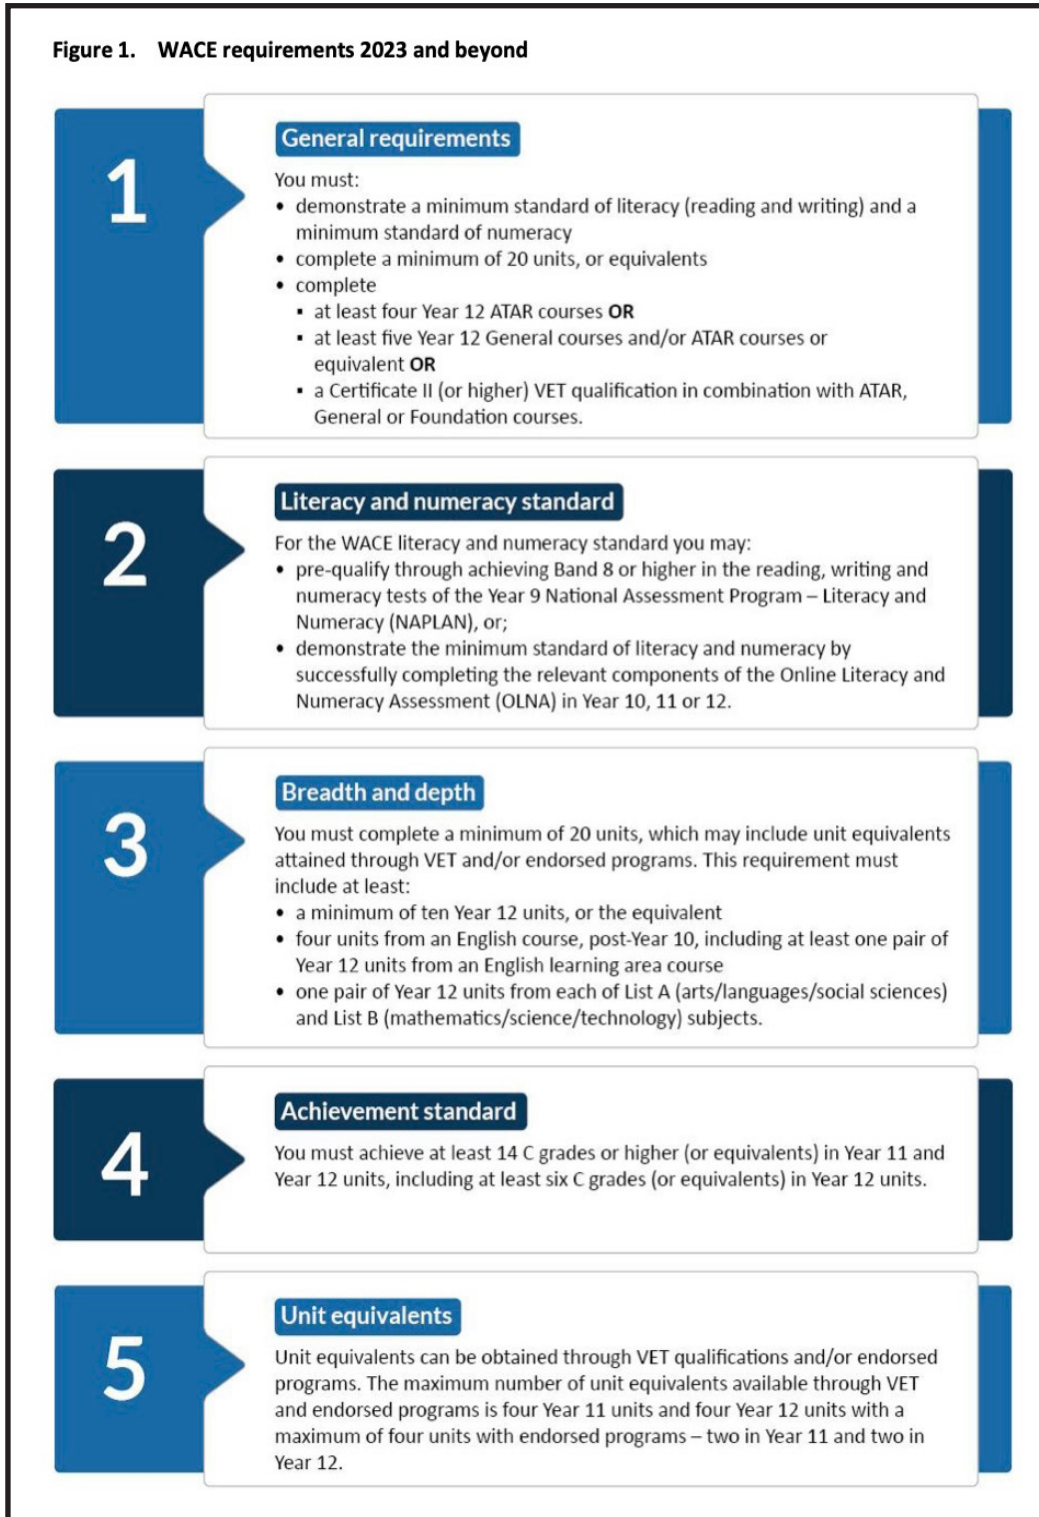 Figure 1. WACE requirements 2023 and beyond
1
General requirements
You must:
• demonstrate a minimum standard of literacy (reading and writing) and a
minimum standard of numeracy
• complete a minimum of 20 units, or equivalents
• complete
▪ at least four Year 12 ATAR courses OR
▪ at least five Year 12 General courses and/or ATAR courses or
equivalent OR
▪ a Certificate II (or higher) VET qualification in combination with ATAR,
General or Foundation courses.
2
Literacy and numeracy standard
For the WACE literacy and numeracy standard you may:
• pre-qualify through achieving Band 8 or higher in the reading, writing and
numeracy tests of the Year 9 National Assessment Program – Literacy and
Numeracy (NAPLAN), or;
• demonstrate the minimum standard of literacy and numeracy by
successfully completing the relevant components of the Online Literacy and
Numeracy Assessment (OLNA) in Year 10, 11 or 12.
3
Breadth and depth
You must complete a minimum of 20 units, which may include unit equivalents
attained through VET and/or endorsed programs. This requirement must
include at least:
• a minimum of ten Year 12 units, or the equivalent
• four units from an English course, post-Year 10, including at least one pair of
Year 12 units from an English learning area course
• one pair of Year 12 units from each of List A (arts/languages/social sciences)
and List B (mathematics/science/technology) subjects.
4
Achievement standard
You must achieve at least 14 C grades or higher (or equivalents) in Year 11 and
Year 12 units, including at least six C grades (or equivalents) in Year 12 units.
5
Unit equivalents
Unit equivalents can be obtained through VET qualifications and/or endorsed
programs. The maximum number of unit equivalents available through VET
and endorsed programs is four Year 11 units and four Year 12 units with a
maximum of four units with endorsed programs – two in Year 11 and two in
Year 12.